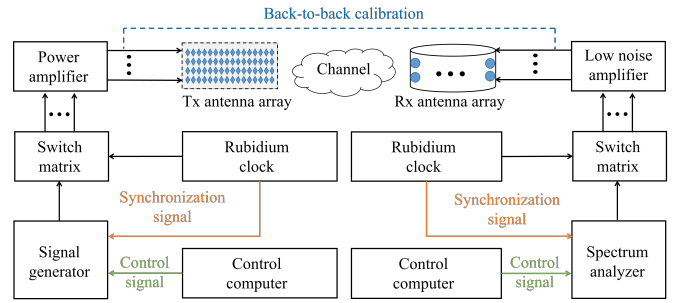 Back-to-back calibration
Power
amplifier
Channel
Low noise
amplifier
Tx antenna array
Rx antenna array
Switch
matrix
Rubidium
clock
Rubidium
clock
Switch
matrix
Synchronization
signal
Synchronization
signal
Signal
generator
Control
signal
Control
computer
Control
computer
Control
signal
Spectrum
analyzer